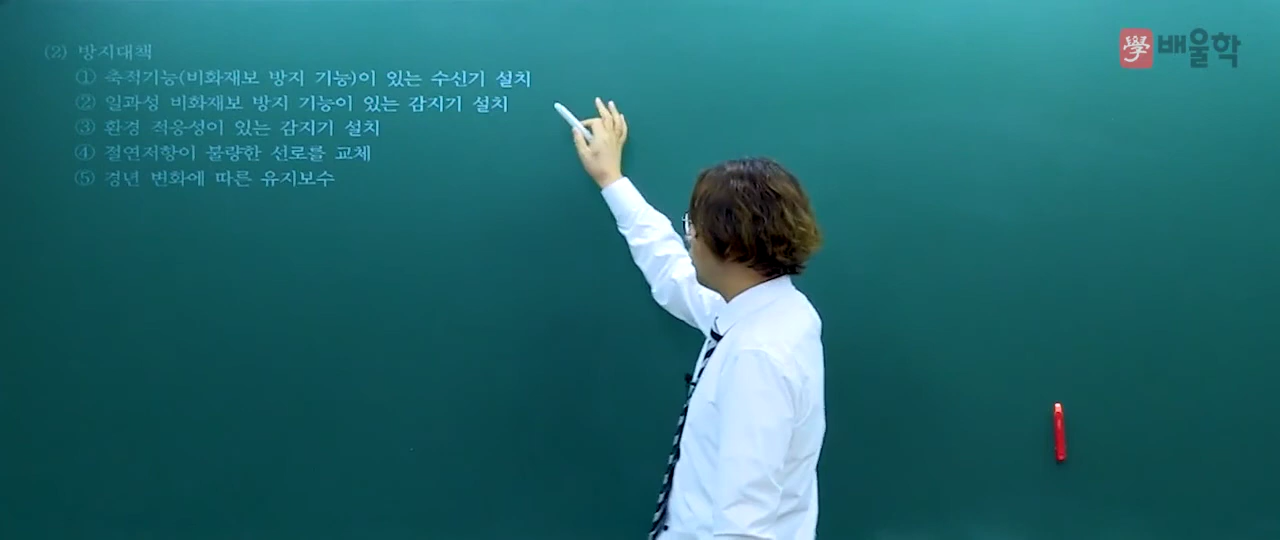 (2) 방지대책
① 축적기능(비화재보 방지 기능)이 있는 수신기 설치
② 일과성 비화재보 방지 기능이 있는 감지기 설치
③ 환경 적응성이 있는 감지기 설치
④ 절연저항이 불량한 선로를 교체
⑤ 경년 변화에 따른 유지보수
學 배울학